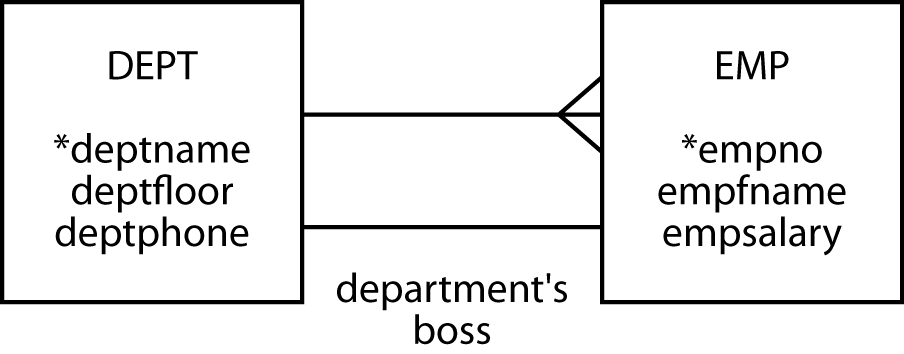 DEPT
*deptname
deptfloor
deptphone
EMP
*empno
empfname
empsalary
department's
boss